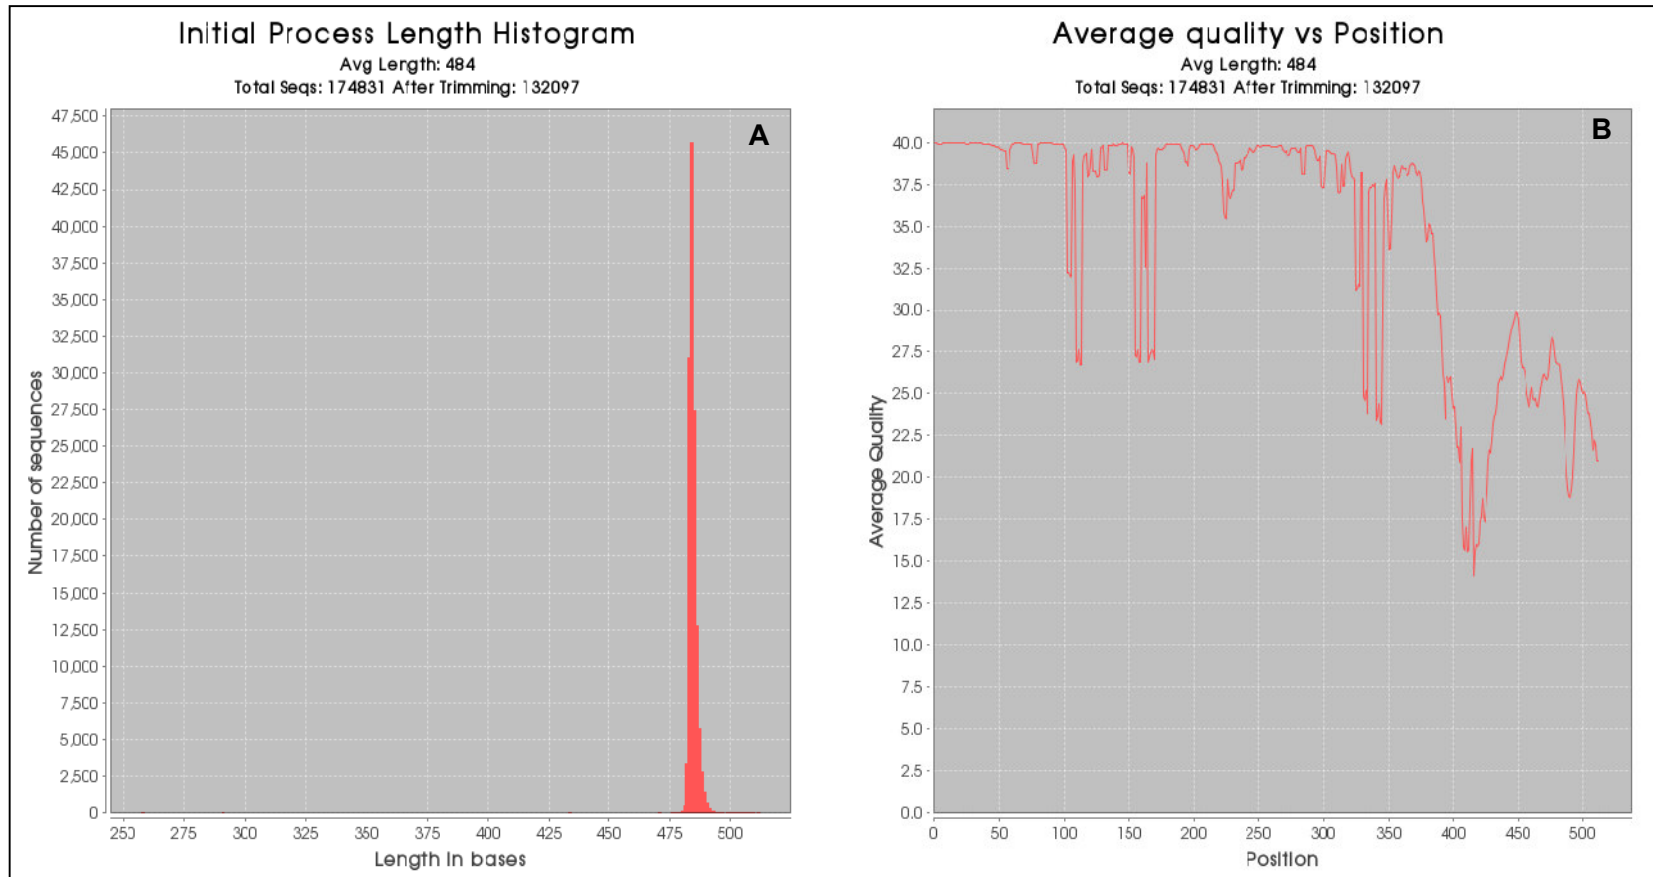 Initial Process Length Histogram
Avg Length: 484
Total Seqs: 174831 After Trimming: 132097
A
47,500
45,000
42,500
40,000
37,500
35,000
32,500
30,000
27,500
25,000
22,500
20,000
17,500
15,000
12,500
10,000
7,500
5,000
2,500
0
Number of sequences
250 275 300 325 350 375 400 425 450 475 500
Length in bases
Average quality vs Position
Avg Length: 484
Total Seqs: 174831 After Trimming: 132097
B
40.0
37.5
35.0
32.5
30.0
27.5
25.0
22.5
20.0
17.5
15.0
12.5
10.0
7.5
5.0
2.5
0.0
Average Quality
0 50 100 150 200 250 300 350 400 450 500
Position